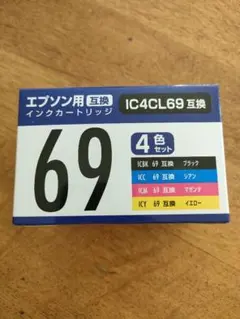 エプソン用 互換
インクカートリッジ
IC4CL69 互換
69
4色
セット
ICBK 69 互換 ブラック
ICC 69 互換 シアン
ICM 69 互換 マゼンタ
ICY 69 互換 イエロー